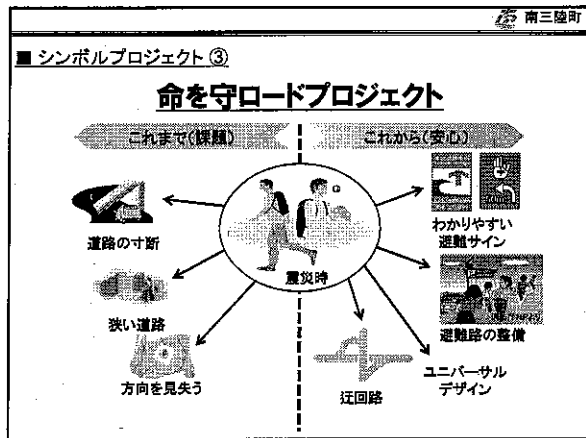 南三陸町
■ シンボルプロジェクト③
命を守ロードプロジェクト
これまで(課題)
これから(安心)
道路の寸断
狭い道路
方向を見失う
震災時
わかりやすい
避難サイン
避難路の整備
迂回路
ユニバーサル
デザイン